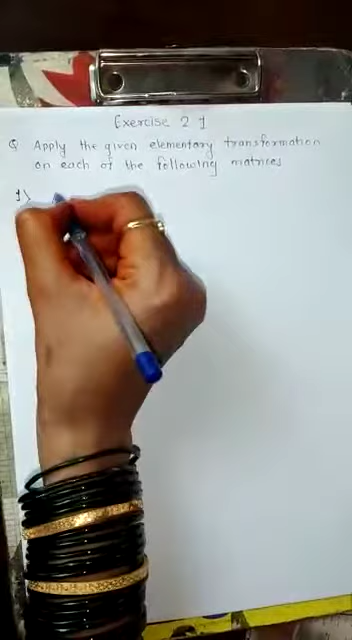 Exercise 2 1
Q Apply the given elementary transformation
on each of the following matrices
1)